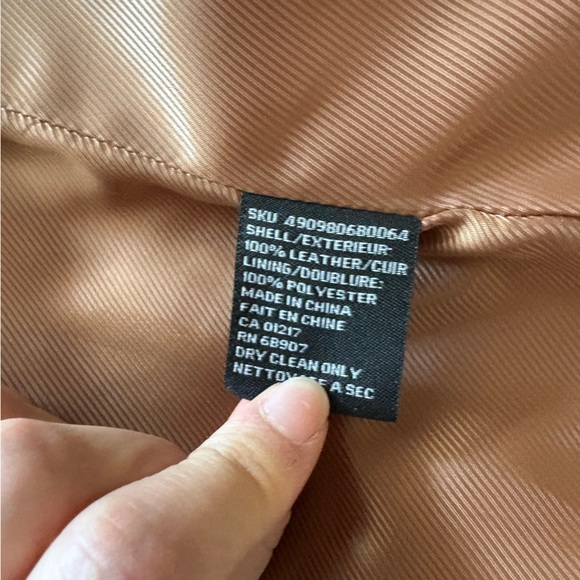 SKU 490980680064
SHELL/EXTERIEUR:
100% LEATHER/CUIR
LINING/DOUBLURE:
100% POLYESTER
MADE IN CHINA
FAIT EN CHINE
CA 01217
RN 68907
DRY CLEAN ONLY
A SEC